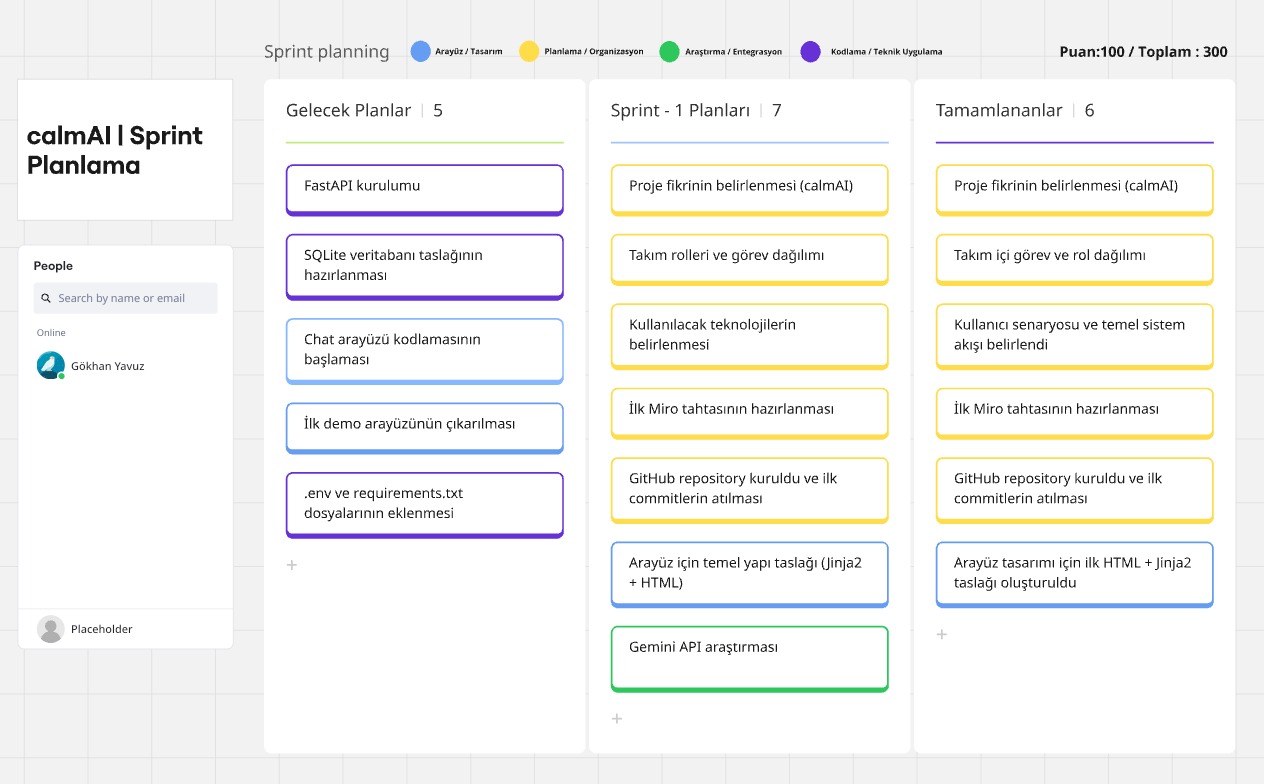 Sprint planning
Arayüz / Tasarım
Planlama / Organizasyon
Araştırma / Entegrasyon
Kodlama / Teknik Uygulama
Puan:100 / Toplam : 300
calmAI | Sprint
Planlama
People
Search by name or email
Online
Gökhan Yavuz
Placeholder
Gelecek Planlar | 5
FastAPI kurulumu
SQLite veritabanı taslağının
hazırlanması
Chat arayüzü kodlamasının
başlaması
İlk demo arayüzünün çıkarılması
.env ve requirements.txt
dosyalarının eklenmesi
+
Sprint - 1 Planları | 7
Proje fikrinin belirlenmesi (calmAI)
Takım rolleri ve görev dağılımı
Kullanılacak teknolojilerin
belirlenmesi
İlk Miro tahtasının hazırlanması
GitHub repository kuruldu ve ilk
commitlerin atılması
Arayüz için temel yapı taslağı (Jinja2
+ HTML)
Gemini API araştırması
+
Tamamlananlar | 6
Proje fikrinin belirlenmesi (calmAI)
Takım içi görev ve rol dağılımı
Kullanıcı senaryosu ve temel sistem
akışı belirlendi
İlk Miro tahtasının hazırlanması
GitHub repository kuruldu ve ilk
commitlerin atılması
Arayüz tasarımı için ilk HTML + Jinja2
taslağı oluşturuldu
+